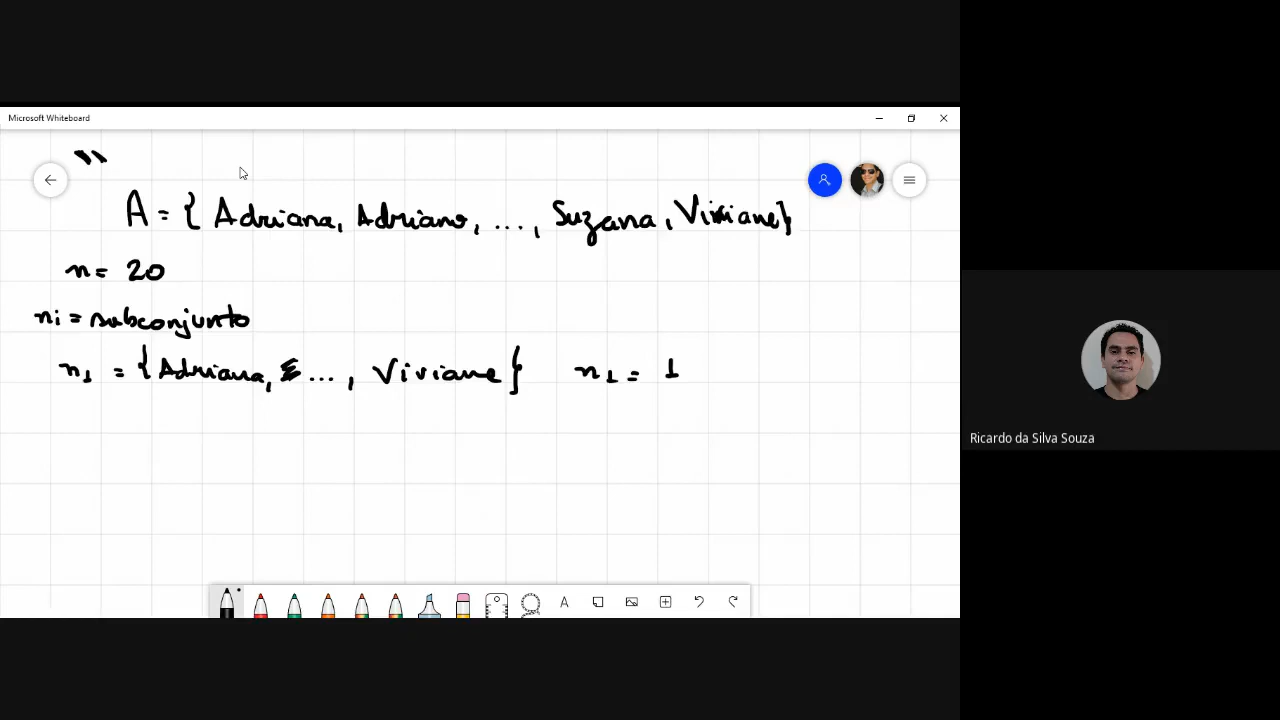 Microsoft Whiteboard
A = { Adriana, Adriano, ..., Suzana, Viviane}
n = 20
ni = subconjunto
n1 = {Adriana, ..., Viviane} n1 = 1
Ricardo da Silva Souza